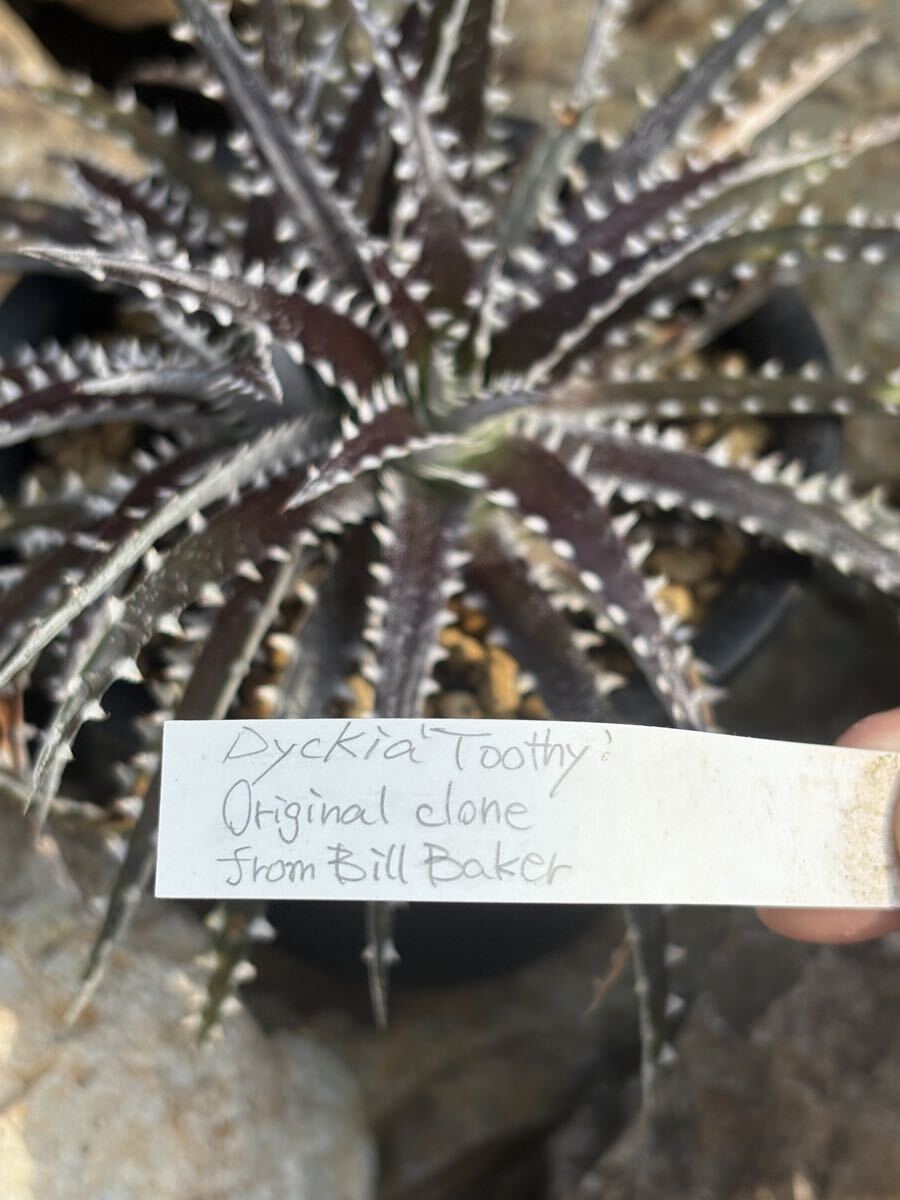 Dyckia 'Toothy'
Original clone
from Bill Baker